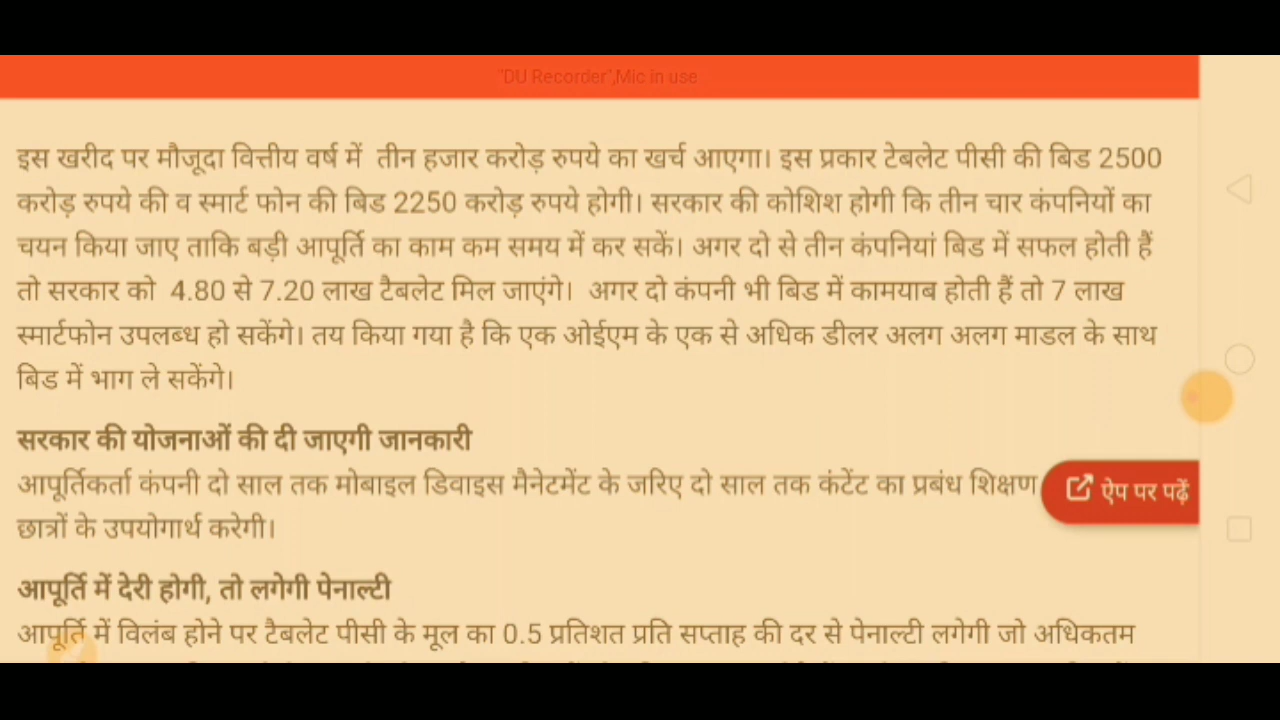 "DU Recorder",Mic in use
इस खरीद पर मौजूदा वित्तीय वर्ष में तीन हजार करोड़ रुपये का खर्च आएगा। इस प्रकार टेबलेट पीसी की बिड 2500
करोड़ रुपये की व स्मार्ट फोन की बिड 2250 करोड़ रुपये होगी। सरकार की कोशिश होगी कि तीन चार कंपनियों का
चयन किया जाए ताकि बड़ी आपूर्ति का काम कम समय में कर सकें। अगर दो से तीन कंपनियां बिड में सफल होती हैं
तो सरकार को 4.80 से 7.20 लाख टैबलेट मिल जाएंगे। अगर दो कंपनी भी बिड में कामयाब होती हैं तो 7 लाख
स्मार्टफोन उपलब्ध हो सकेंगे। तय किया गया है कि एक ओईएम के एक से अधिक डीलर अलग अलग माडल के साथ
बिड में भाग ले सकेंगे।
सरकार की योजनाओं की दी जाएगी जानकारी
आपूर्तिकर्ता कंपनी दो साल तक मोबाइल डिवाइस मैनेटमेंट के जरिए दो साल तक कंटेंट का प्रबंध शिक्षण
ऐप पर पढ़ें
छात्रों के उपयोगार्थ करेगी।
आपूर्ति में देरी होगी, तो लगेगी पेनाल्टी
आपूर्ति में विलंब होने पर टैबलेट पीसी के मूल का 0.5 प्रतिशत प्रति सप्ताह की दर से पेनाल्टी लगेगी जो अधिकतम